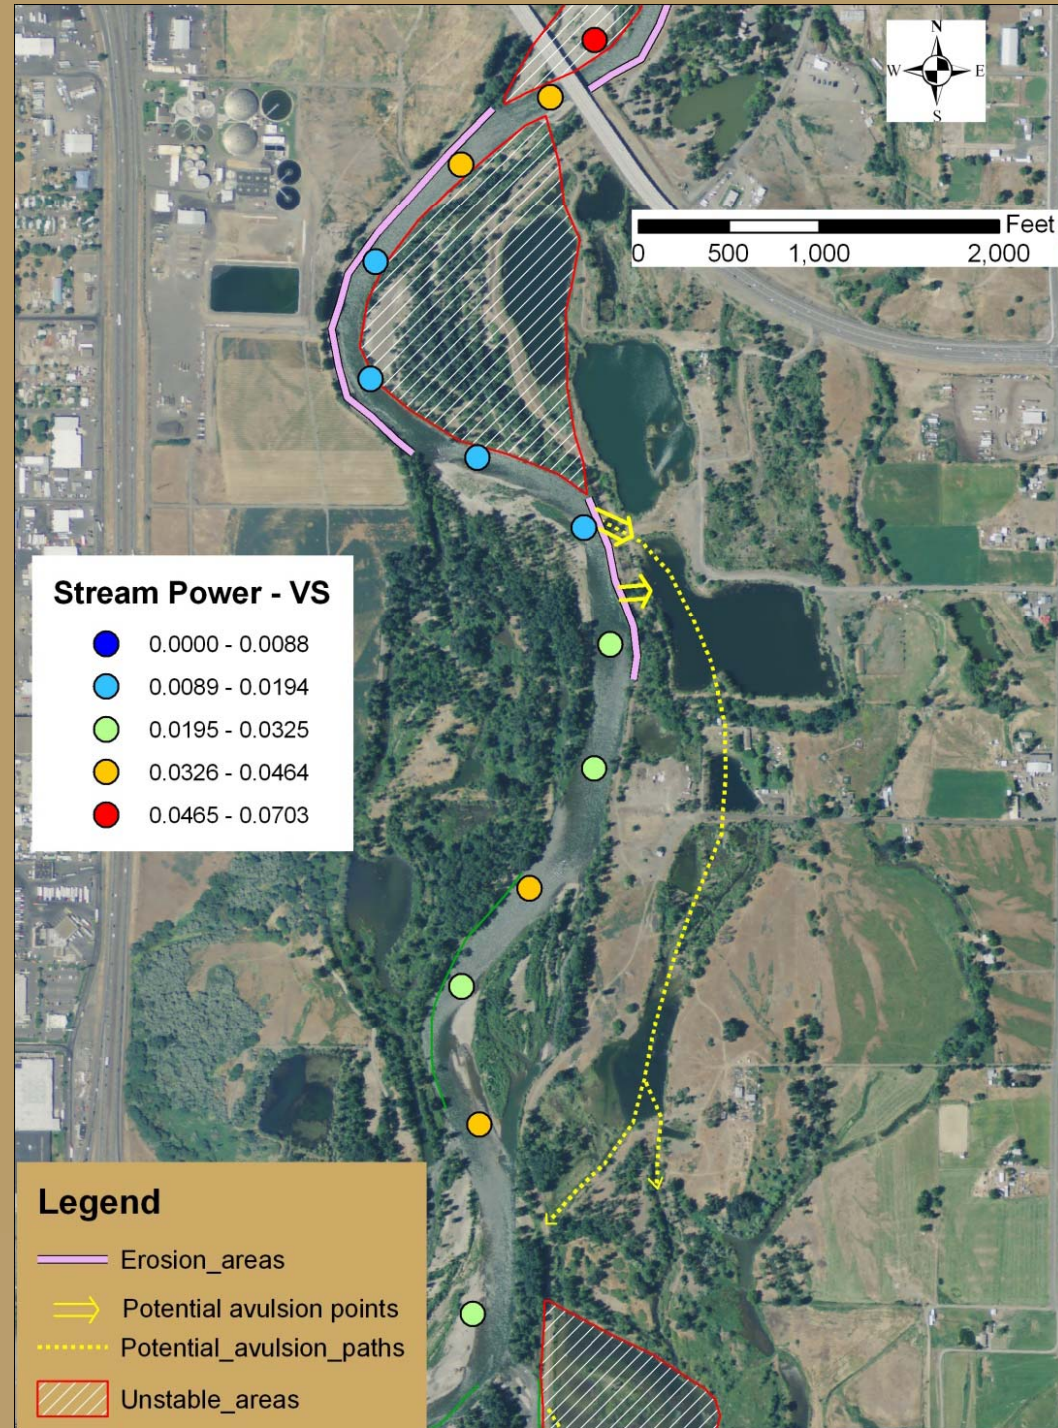 N
W E
S
Feet
0 500 1,000 2,000
Stream Power - VS
0.0000 - 0.0088
0.0089 - 0.0194
0.0195 - 0.0325
0.0326 - 0.0464
0.0465 - 0.0703
Legend
Erosion_areas
Potential avulsion points
Potential_avulsion_paths
Unstable_areas